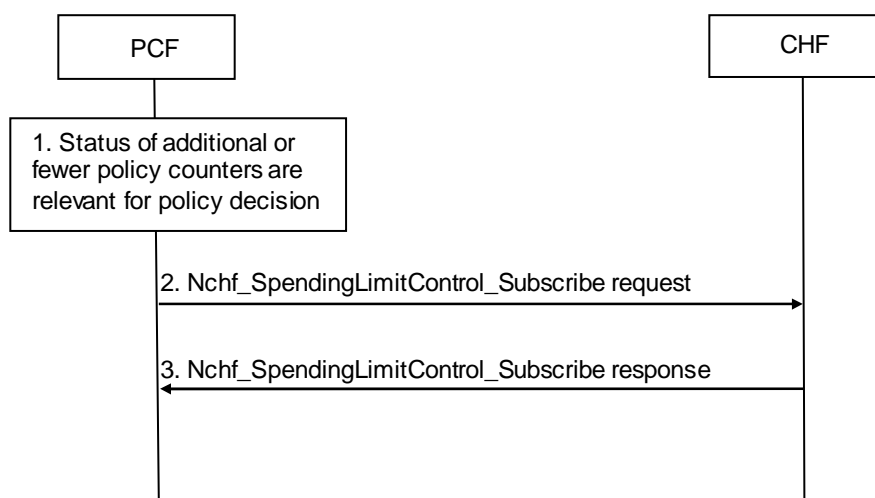 PCF
CHF
1. Status of additional or
fewer policy counters are
relevant for policy decision
2. Nchf_SpendingLimitControl_Subscribe request
3. Nchf_SpendingLimitControl_Subscribe response